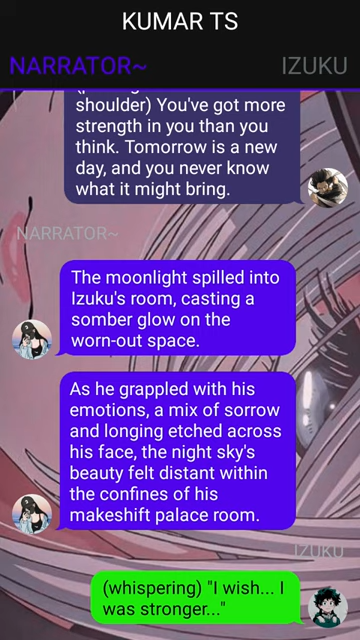 KUMAR TS
NARRATOR~
IZUKU
shoulder) You've got more
strength in you than you
think. Tomorrow is a new
day, and you never know
what it might bring.
NARRATOR~
The moonlight spilled into
Izuku's room, casting a
somber glow on the
worn-out space.
As he grappled with his
emotions, a mix of sorrow
and longing etched across
his face, the night sky's
beauty felt distant within
the confines of his
makeshift palace room.
IZUKU
(whispering) "I wish... I
was stronger..."